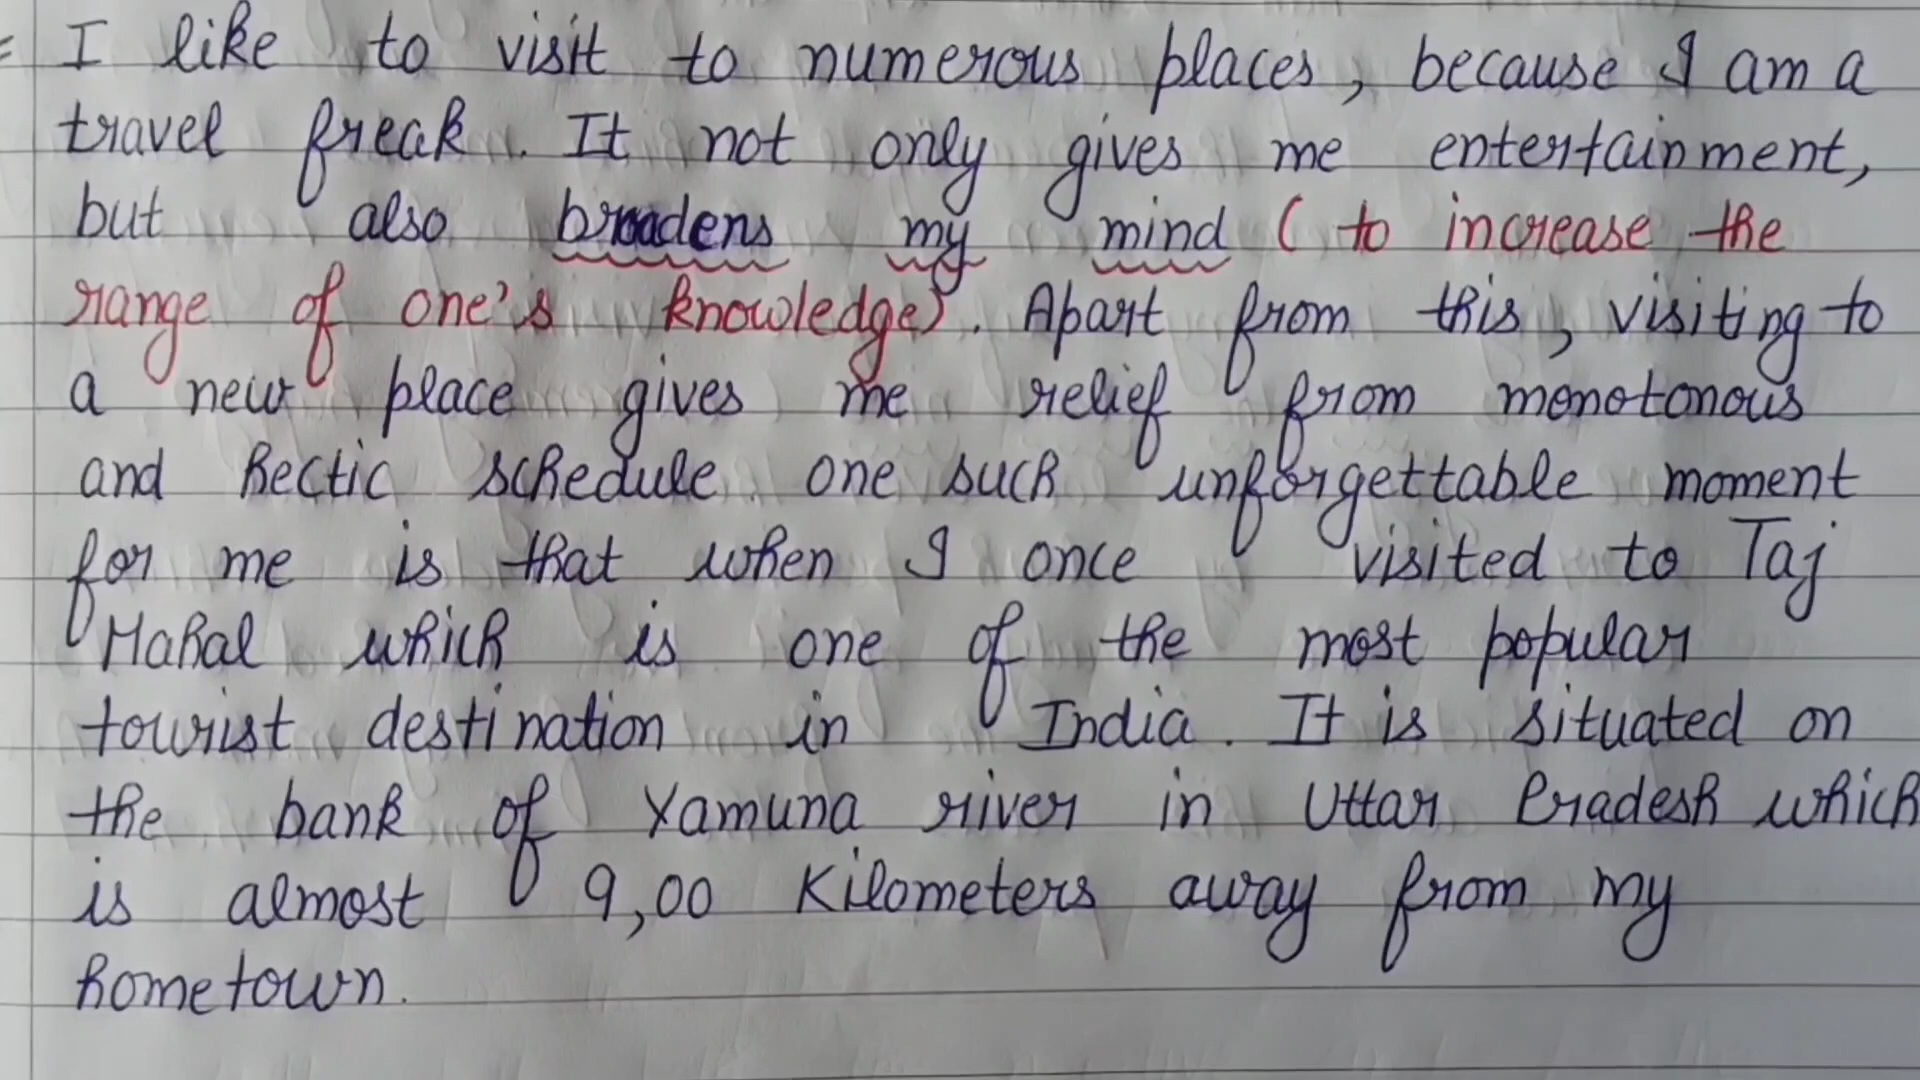 = I like to visit to numerous places, because I am a
travel freak. It not only gives me entertainment,
but also broadens my mind ( to increase the
range of one's knowledge). Apart from this, visiting to
a new place gives me relief from monotonous
and hectic schedule. one such unforgettable moment
for me is that when I once visited to Taj
Mahal which is one of the most popular
tourist destination in India. It is situated on
the bank of Yamuna river in Uttar Pradesh which
is almost 9,00 Kilometers away from my
hometown.